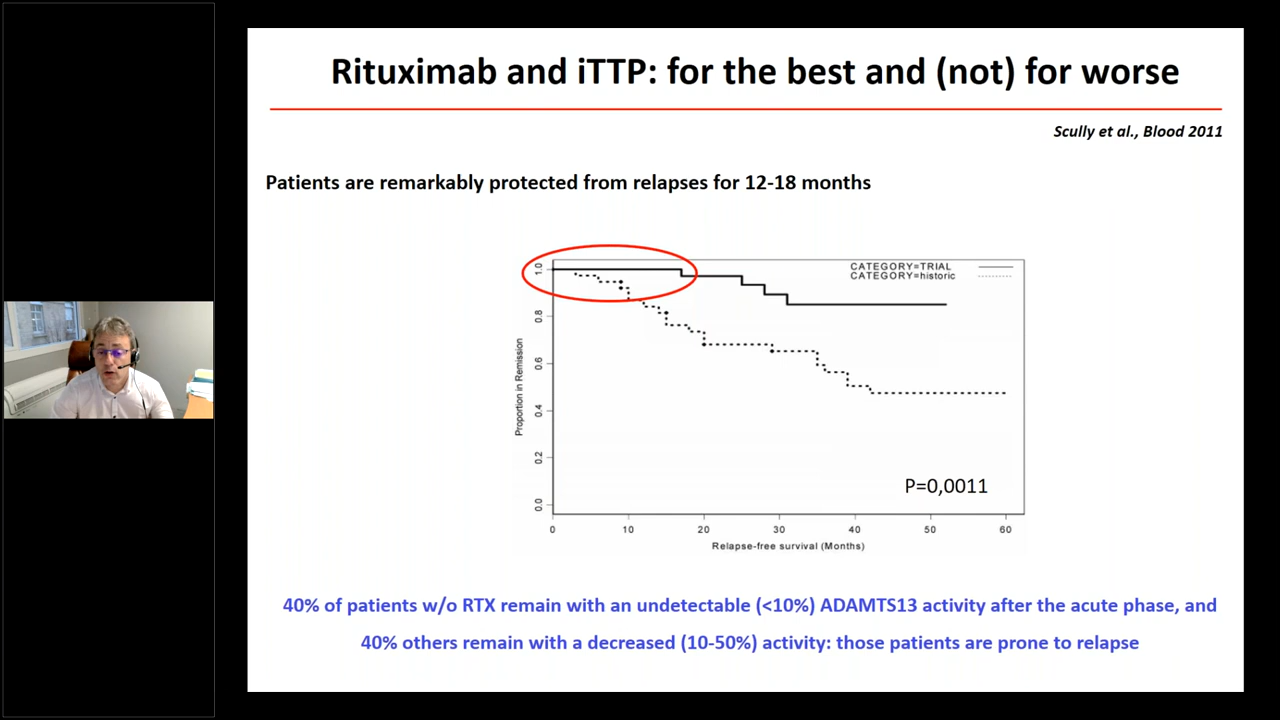 Rituximab and iTTP: for the best and (not) for worse
Scully et al., Blood 2011
Patients are remarkably protected from relapses for 12-18 months
CATEGORY=TRIAL
CATEGORY=historic
Proportion in Remission
1.0
0.8
0.6
0.4
0.2
0.0
P=0,0011
0 10 20 30 40 50 60
Relapse-free survival (Months)
40% of patients w/o RTX remain with an undetectable (<10%) ADAMTS13 activity after the acute phase, and
40% others remain with a decreased (10-50%) activity: those patients are prone to relapse